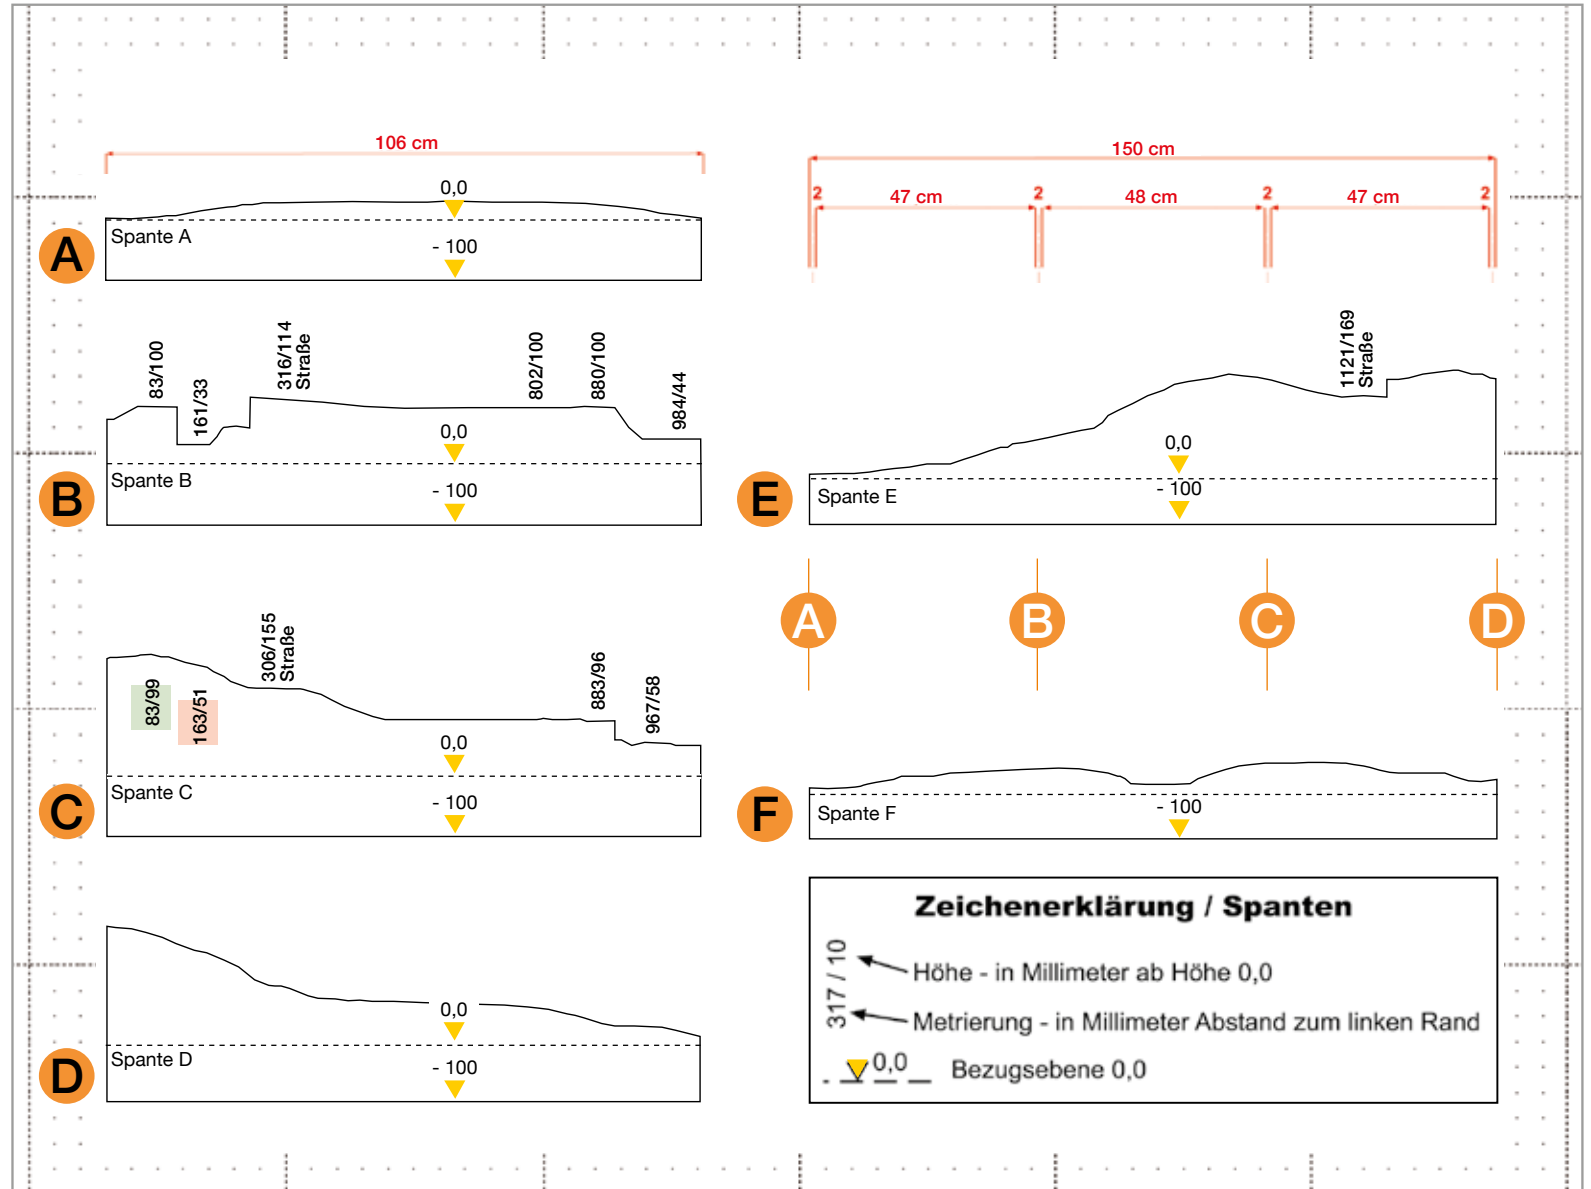 106 cm
0,0
Spante A
- 100
A
83/100
161/33
316/114
Straße
802/100
880/100
984/44
0,0
Spante B
- 100
B
306/155
Straße
83/99
163/51
883/96
967/58
0,0
Spante C
- 100
C
0,0
Spante D
- 100
D
150 cm
2 47 cm 2 48 cm 2 47 cm 2
1121/169
Straße
0,0
Spante E
- 100
E
A B C D
Spante F
- 100
F
Zeichenerklärung / Spanten
317 / 10
Höhe - in Millimeter ab Höhe 0,0
Metrierung - in Millimeter Abstand zum linken Rand
0,0 Bezugsebene 0,0